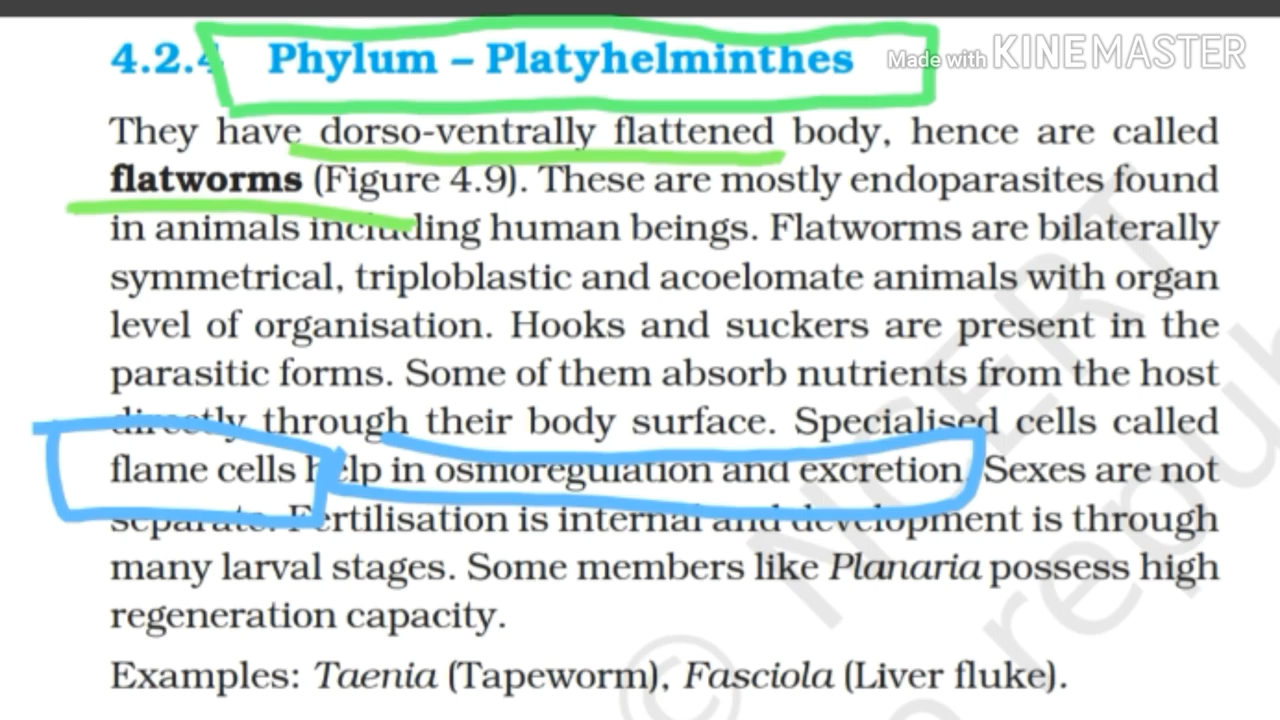 4.2.4 Phylum – Platyhelminthes
Made with KINEMASTER
They have dorso-ventrally flattened body, hence are called
flatworms (Figure 4.9). These are mostly endoparasites found
in animals including human beings. Flatworms are bilaterally
symmetrical, triploblastic and acoelomate animals with organ
level of organisation. Hooks and suckers are present in the
parasitic forms. Some of them absorb nutrients from the host
directly through their body surface. Specialised cells called
flame cells help in osmoregulation and excretion. Sexes are not
separate. Fertilisation is internal and development is through
many larval stages. Some members like Planaria possess high
regeneration capacity.
Examples: Taenia (Tapeworm), Fasciola (Liver fluke).
© NCERT